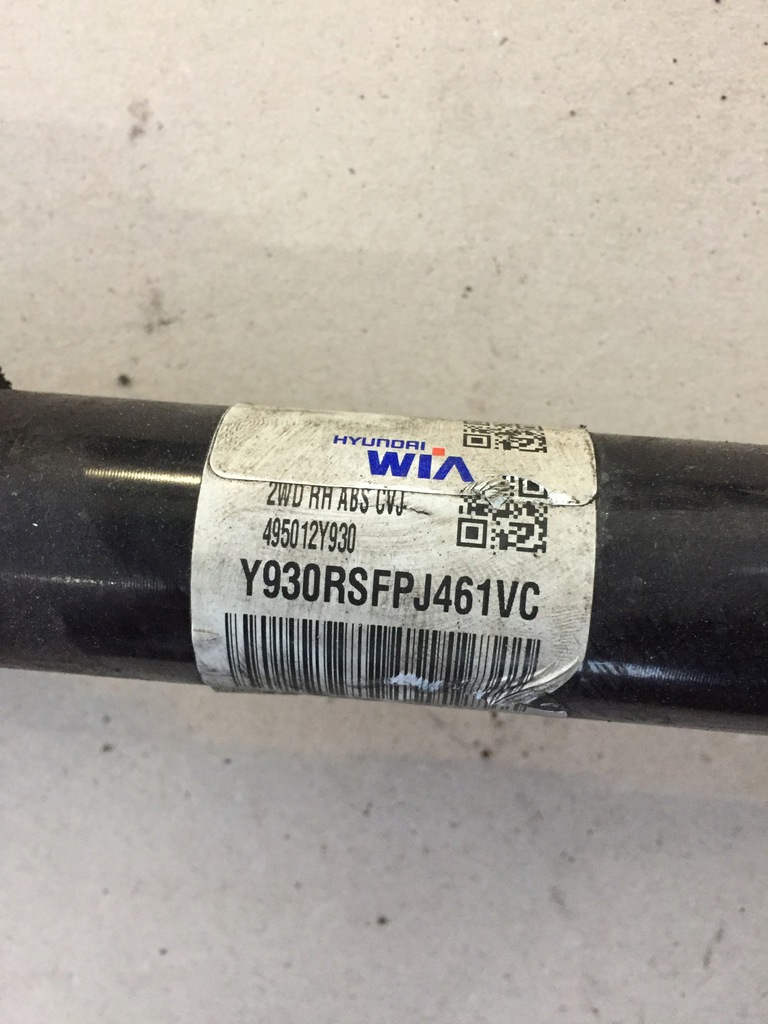 HYUNDAI
WIA
2WD RH ABS CVJ
495012Y930
Y930RSFPJ461VC